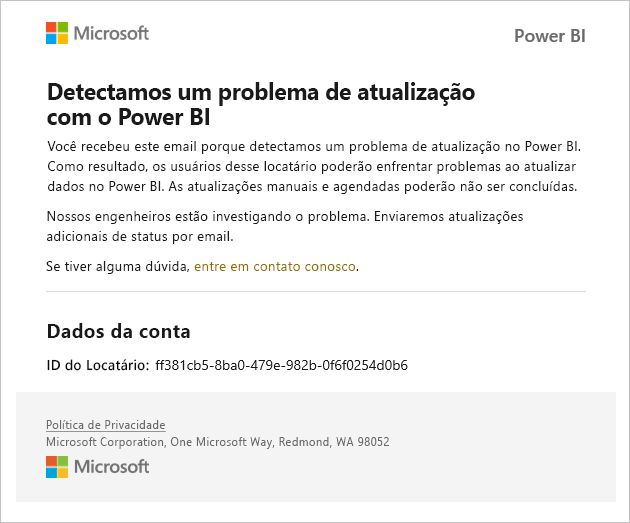 Microsoft
Power BI
Detectamos um problema de atualização
com o Power BI
Você recebeu este email porque detectamos um problema de atualização no Power BI.
Como resultado, os usuários desse locatário poderão enfrentar problemas ao atualizar
dados no Power BI. As atualizações manuais e agendadas poderão não ser concluídas.
Nossos engenheiros estão investigando o problema. Enviaremos atualizações
adicionais de status por email.
Se tiver alguma dúvida, entre em contato conosco.
Dados da conta
ID do Locatário: ff381cb5-8ba0-479e-982b-0f6f0254d0b6
Política de Privacidade
Microsoft Corporation, One Microsoft Way, Redmond, WA 98052
Microsoft